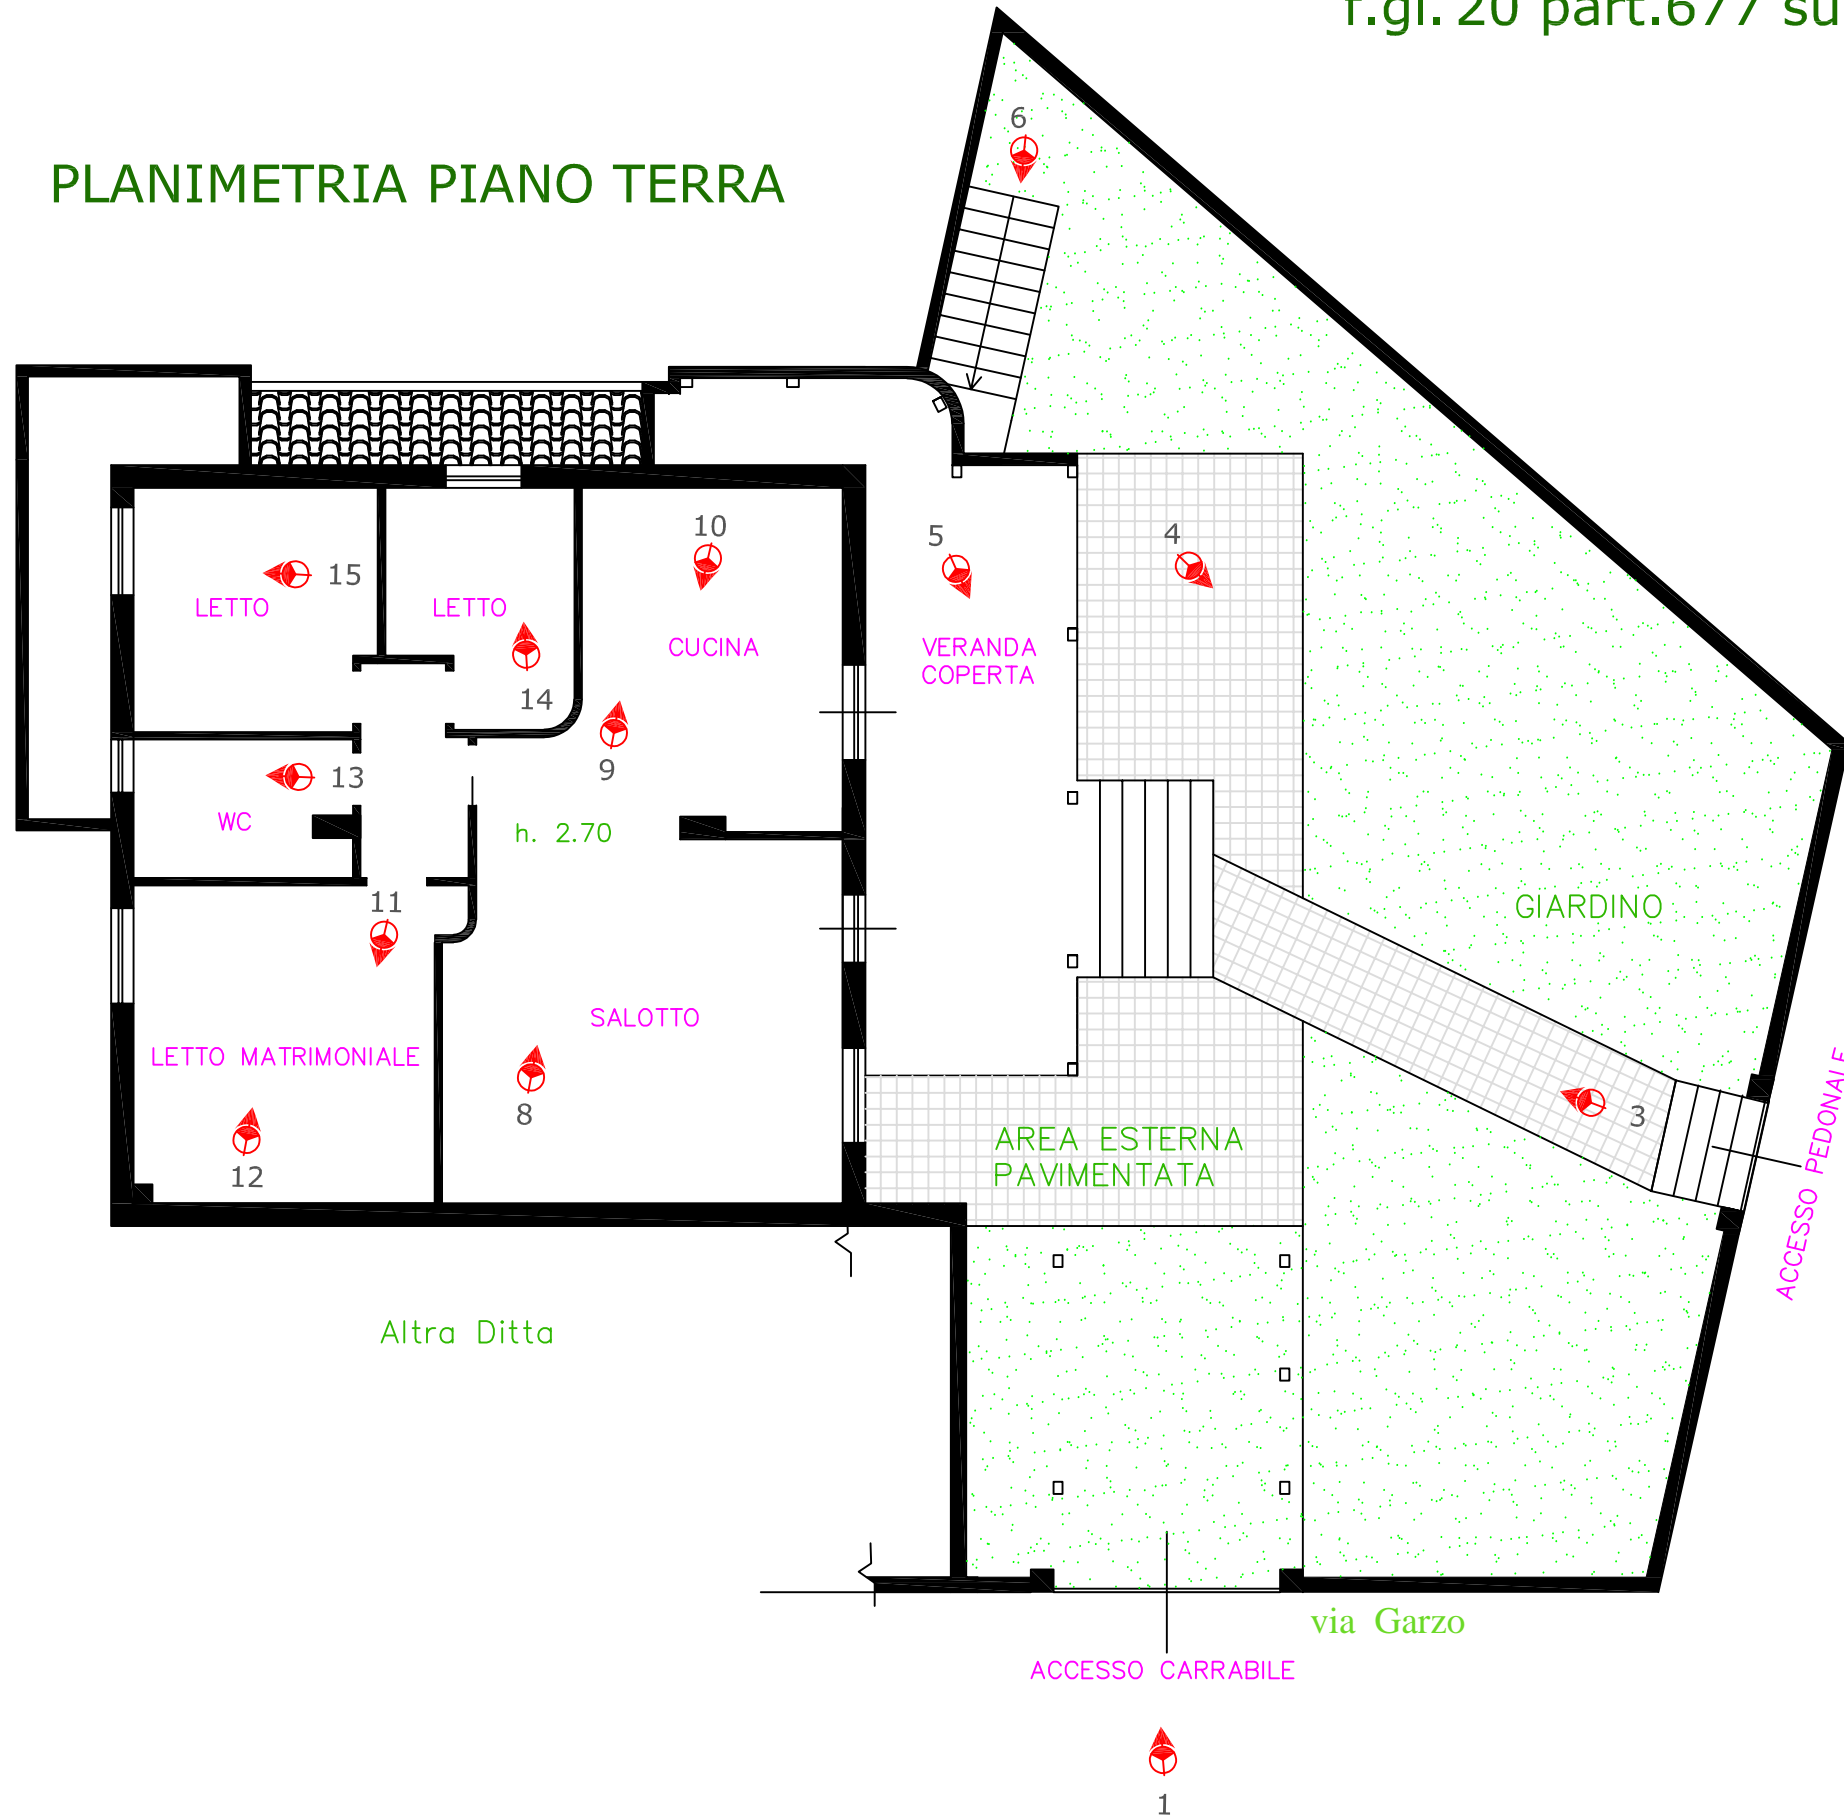 f.gl. 20 part.677 su
PLANIMETRIA PIANO TERRA
6
10
5
4
15
LETTO
LETTO
CUCINA
VERANDA
COPERTA
14
9
13
WC
h. 2.70
11
GIARDINO
SALOTTO
LETTO MATRIMONIALE
8
12
3
AREA ESTERNA
PAVIMENTATA
ACCESSO PEDONALE
Altra Ditta
via Garzo
ACCESSO CARRABILE
1